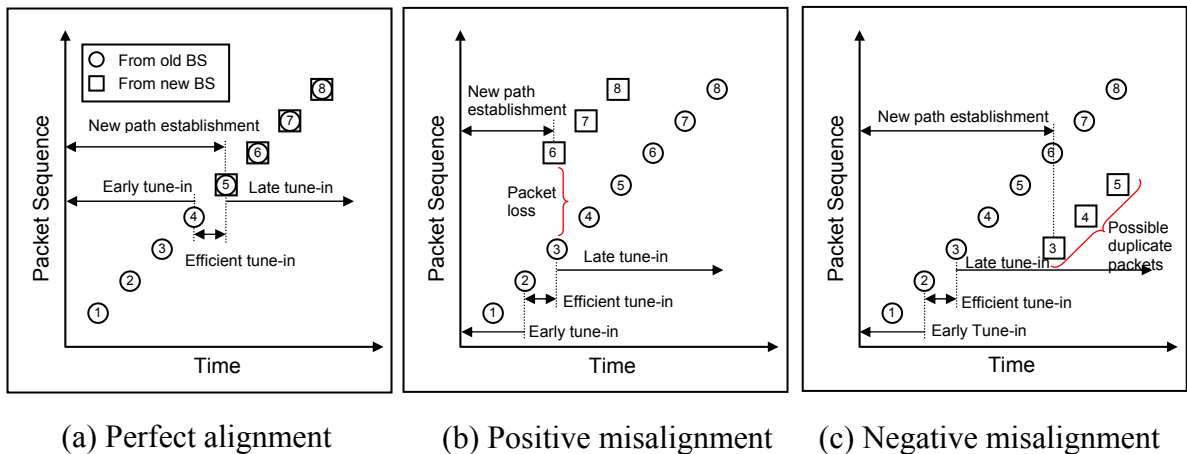 From old BS
From new BS
New path establishment
8
7
6
5
Early tune-in
Late tune-in
4
3
Efficient tune-in
2
1
Packet Sequence
Time
(a) Perfect alignment
New path
establishment
8
8
7
7
6
6
Packet
loss
5
4
3
Late tune-in
2
Efficient tune-in
1
Early tune-in
Packet Sequence
Time
(b) Positive misalignment
8
New path establishment
7
6
5
5
4
4
3
3
Possible
duplicate
packets
Late tune-in
2
Efficient tune-in
1
Early Tune-in
Packet Sequence
Time
(c) Negative misalignment